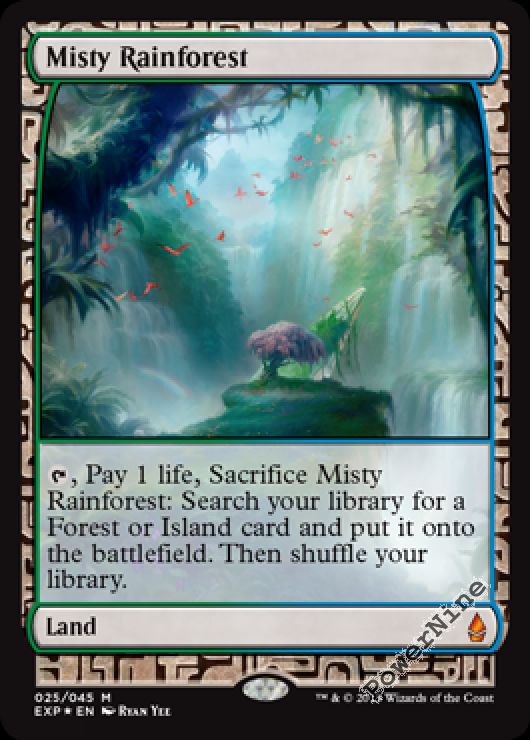 Misty Rainforest
, Pay 1 life, Sacrifice Misty
Rainforest: Search your library for a
Forest or Island card and put it onto
the battlefield. Then shuffle your
library.
Land
PowerNine
025/045 M
EXP ★ EN Ryan Yee
™ & © 2015 Wizards of the Coast